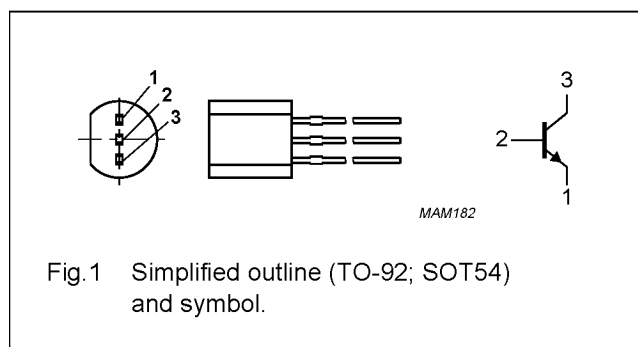 1
2
3
3
2
1
MAM182
Fig.1 Simplified outline (TO-92; SOT54)
and symbol.